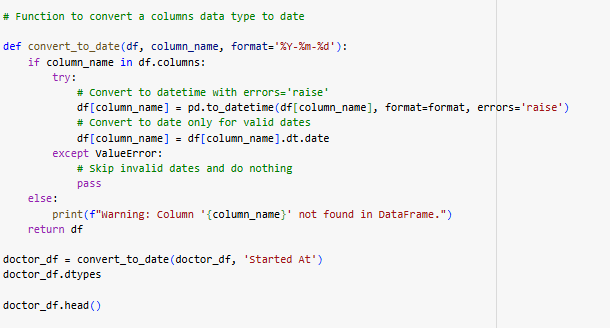 # Function to convert a columns data type to date
def convert_to_date(df, column_name, format='%Y-%m-%d'):
    if column_name in df.columns:
        try:
            # Convert to datetime with errors='raise'
            df[column_name] = pd.to_datetime(df[column_name], format=format, errors='raise')
            # Convert to date only for valid dates
            df[column_name] = df[column_name].dt.date
        except ValueError:
            # Skip invalid dates and do nothing
            pass
    else:
        print(f"Warning: Column '{column_name}' not found in DataFrame.")
    return df
doctor_df = convert_to_date(doctor_df, 'Started At')
doctor_df.dtypes
doctor_df.head()